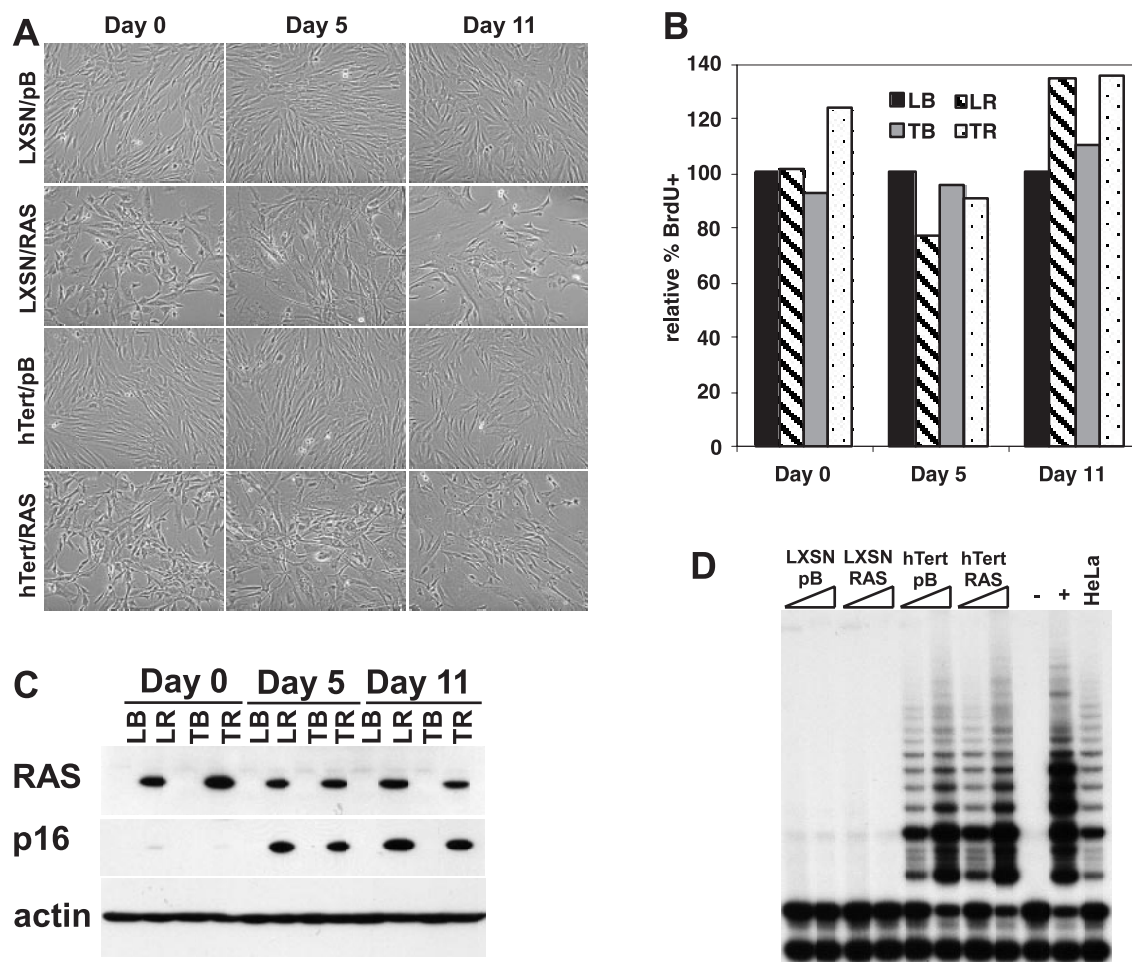 A
Day 0 Day 5 Day 11
LXSN/pB
LXSN/RAS
hTert/pB
hTert/RAS
B
140
120
100
80
60
40
20
0
relative % BrdU+
LB LR
TB TR
Day 0 Day 5 Day 11
C
Day 0 Day 5 Day 11
LB LR TB TR LB LR TB TR LB LR TB TR
RAS
p16
actin
D
LXSN LXSN hTert hTert
pB RAS pB RAS - + HeLa